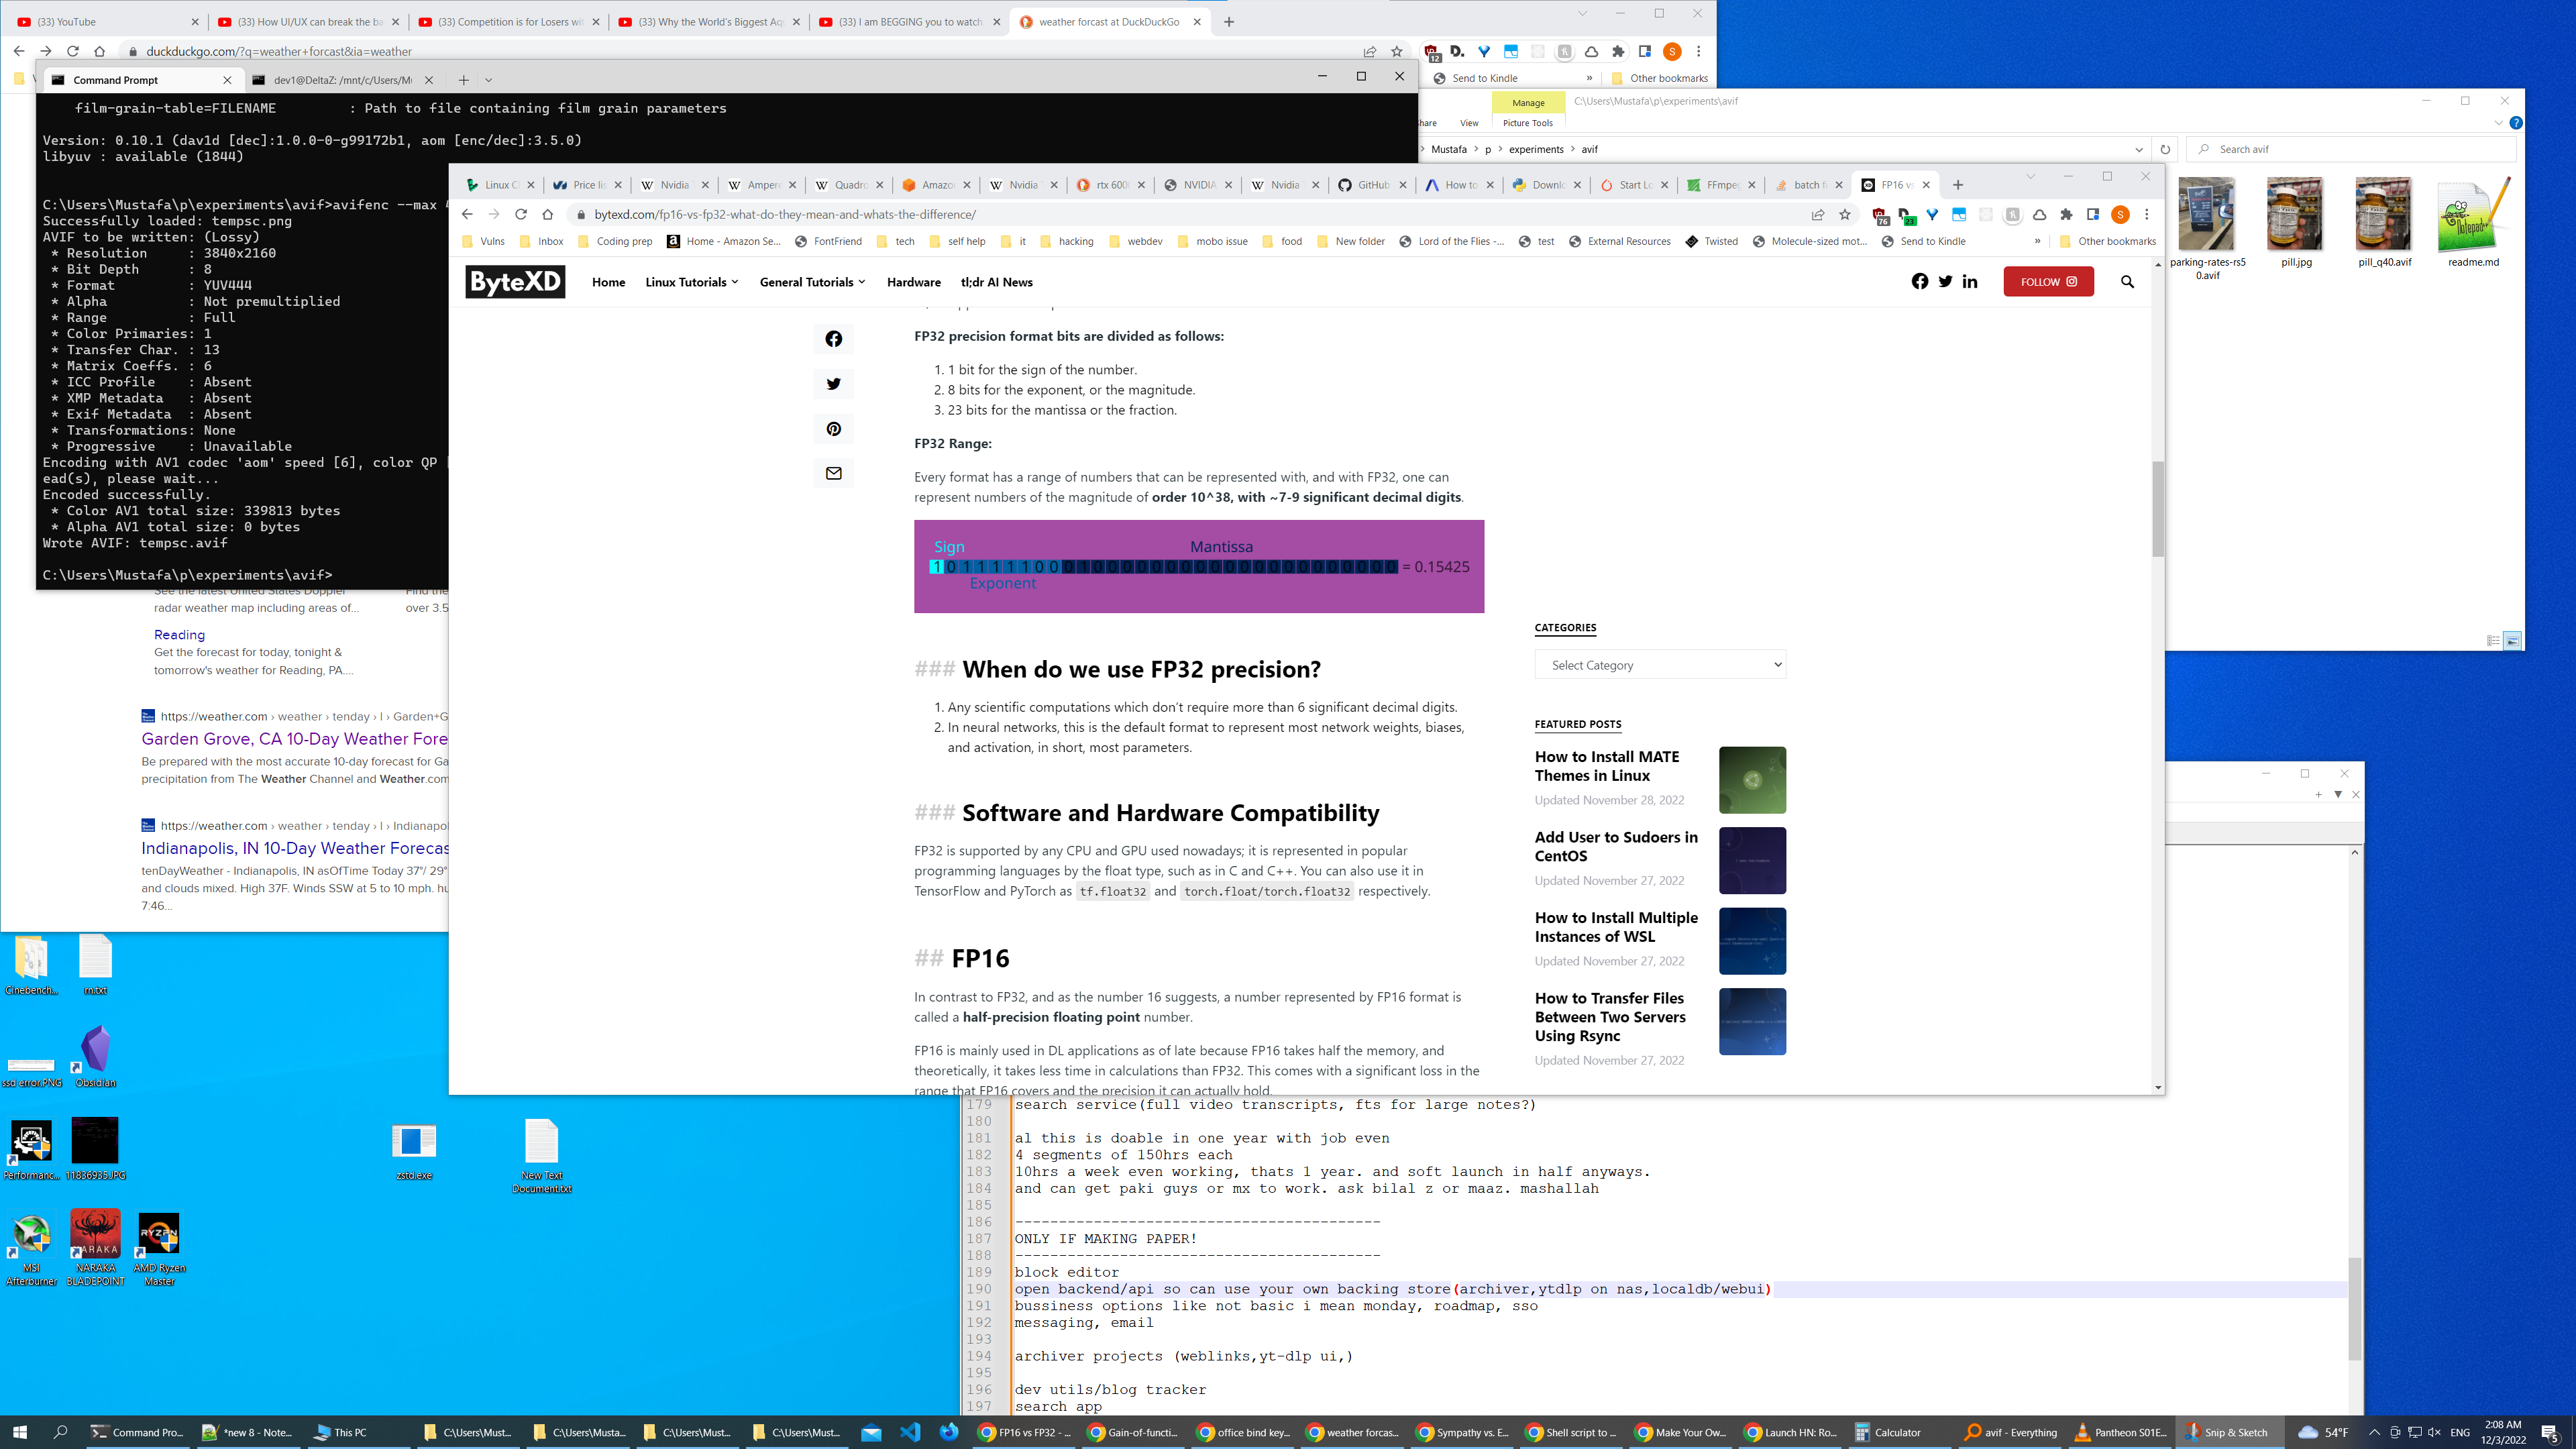 (33) YouTube
(33) How UI/UX can break the ba
(33) Competition is for Losers wit
(33) Why the World's Biggest Aq
(33) I am BEGGING you to watch
weather forcast at DuckDuckGo
duckduckgo.com/?q=weather+forcast&ia=weather
12
Send to Kindle
»
Other bookmarks
Command Prompt
dev1@DeltaZ: /mnt/c/Users/Mu
film-grain-table=FILENAME : Path to file containing film grain parameters
Version: 0.10.1 (dav1d [dec]:1.0.0-0-g99172b1, aom [enc/dec]:3.5.0)
libyuv : available (1844)
C:\Users\Mustafa\p\experiments\avif>avifenc --max 4
Successfully loaded: tempsc.png
AVIF to be written: (Lossy)
* Resolution : 3840x2160
* Bit Depth : 8
* Format : YUV444
* Alpha : Not premultiplied
* Range : Full
* Color Primaries: 1
* Transfer Char. : 13
* Matrix Coeffs. : 6
* ICC Profile : Absent
* XMP Metadata : Absent
* Exif Metadata : Absent
* Transformations: None
* Progressive : Unavailable
Encoding with AV1 codec 'aom' speed [6], color QP [
ead(s), please wait...
Encoded successfully.
* Color AV1 total size: 339813 bytes
* Alpha AV1 total size: 0 bytes
Wrote AVIF: tempsc.avif
C:\Users\Mustafa\p\experiments\avif>
See the latest United States Doppler
radar weather map including areas of...
Find the
over 3.5
Reading
Get the forecast for today, tonight &
tomorrow's weather for Reading, PA....
https://weather.com › weather › tenday › l › Garden+G
Garden Grove, CA 10-Day Weather Fore
Be prepared with the most accurate 10-day forecast for Ga
precipitation from The Weather Channel and Weather.com
https://weather.com › weather › tenday › l › Indianapol
Indianapolis, IN 10-Day Weather Forecas
tenDayWeather - Indianapolis, IN asOfTime Today 37°/ 29°
and clouds mixed. High 37F. Winds SSW at 5 to 10 mph. hu
7:46...
Manage
C:\Users\Mustafa\p\experiments\avif
Share
View
Picture Tools
Mustafa
p
experiments
avif
Search avif
parking-rates-rs5
0.avif
pill.jpg
pill_q40.avif
readme.md
Linux Cl
Price lis
Nvidia T
Ampere
Quadro
Amazon
Nvidia
rtx 600
NVIDIA
Nvidia T
GitHub
How to
Downlo
Start Lo
FFmpeg
batch fi
FP16 vs
bytexd.com/fp16-vs-fp32-what-do-they-mean-and-whats-the-difference/
76
23
Vulns
Inbox
Coding prep
Home - Amazon Se...
FontFriend
tech
self help
it
hacking
webdev
mobo issue
food
New folder
Lord of the Flies -...
test
External Resources
Twisted
Molecule-sized mot...
Send to Kindle
»
Other bookmarks
ByteXD
Home
Linux Tutorials
General Tutorials
Hardware
tl;dr AI News
FOLLOW
FP32 precision format bits are divided as follows:
1. 1 bit for the sign of the number.
2. 8 bits for the exponent, or the magnitude.
3. 23 bits for the mantissa or the fraction.
FP32 Range:
Every format has a range of numbers that can be represented with, and with FP32, one can
represent numbers of the magnitude of order 10^38, with ~7-9 significant decimal digits.
Sign
Mantissa
1 0 1 1 1 1 1 0 0 0 1 0 0 0 0 0 0 0 0 0 0 0 0 0 0 0 0 0 0 0 0 0 = 0.15425
Exponent
### When do we use FP32 precision?
1. Any scientific computations which don't require more than 6 significant decimal digits.
2. In neural networks, this is the default format to represent most network weights, biases,
and activation, in short, most parameters.
### Software and Hardware Compatibility
FP32 is supported by any CPU and GPU used nowadays; it is represented in popular
programming languages by the float type, such as in C and C++. You can also use it in
TensorFlow and PyTorch as tf.float32 and torch.float/torch.float32 respectively.
## FP16
In contrast to FP32, and as the number 16 suggests, a number represented by FP16 format is
called a half-precision floating point number.
FP16 is mainly used in DL applications as of late because FP16 takes half the memory, and
theoretically, it takes less time in calculations than FP32. This comes with a significant loss in the
range that FP16 covers and the precision it can actually hold.
CATEGORIES
Select Category
FEATURED POSTS
How to Install MATE
Themes in Linux
Updated November 28, 2022
Add User to Sudoers in
CentOS
Updated November 27, 2022
How to Install Multiple
Instances of WSL
Updated November 27, 2022
How to Transfer Files
Between Two Servers
Using Rsync
Updated November 27, 2022
179 search service(full video transcripts, fts for large notes?)
180
181 al this is doable in one year with job even
182 4 segments of 150hrs each
183 10hrs a week even working, thats 1 year. and soft launch in half anyways.
184 and can get paki guys or mx to work. ask bilal z or maaz. mashallah
185
186 ------------------------------------------
187 ONLY IF MAKING PAPER!
188 ------------------------------------------
189 block editor
190 open backend/api so can use your own backing store(archiver,ytdlp on nas,localdb/webui)
191 bussiness options like not basic i mean monday, roadmap, sso
192 messaging, email
193
194 archiver projects (weblinks,yt-dlp ui,)
195
196 dev utils/blog tracker
197 search app
Cinebench...
rn.txt
ssd error.PNG
Obsidian
Performanc...
11836935.JPG
zstd.exe
New Text
Document.txt
MSI
Afterburner
NARAKA
NARAKA
BLADEPOINT
RYZEN
AMD Ryzen
Master
Command Pro...
*new 8 - Note...
This PC
C:\Users\Must...
C:\Users\Musta...
C:\Users\Must...
C:\Users\Must...
FP16 vs FP32 - ...
Gain-of-functi...
office bind key...
weather forcas...
Sympathy vs. E...
Shell script to ...
Make Your Ow...
Launch HN: Ro...
Calculator
avif - Everything
Pantheon S01E...
Snip & Sketch
54°F
ENG
2:08 AM
12/3/2022
5